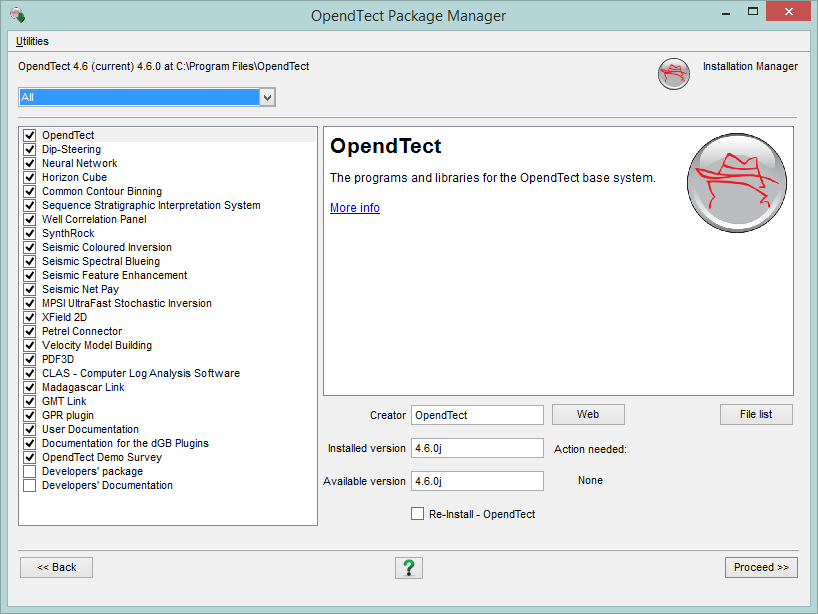 OpendTect Package Manager
Utilities
OpendTect 4.6 (current) 4.6.0 at C:\Program Files\OpendTect
Installation Manager
All
OpendTect
Dip-Steering
Neural Network
Horizon Cube
Common Contour Binning
Sequence Stratigraphic Interpretation System
Well Correlation Panel
SynthRock
Seismic Coloured Inversion
Seismic Spectral Blueing
Seismic Feature Enhancement
Seismic Net Pay
MPSI UltraFast Stochastic Inversion
XField 2D
Petrel Connector
Velocity Model Building
PDF3D
CLAS - Computer Log Analysis Software
Madagascar Link
GMT Link
GPR plugin
User Documentation
Documentation for the dGB Plugins
OpendTect Demo Survey
Developers' package
Developers' Documentation
OpendTect
The programs and libraries for the OpendTect base system.
More info
Creator OpendTect Web File list
Installed version 4.6.0j Action needed:
Available version 4.6.0j None
Re-Install - OpendTect
<< Back ? Proceed >>